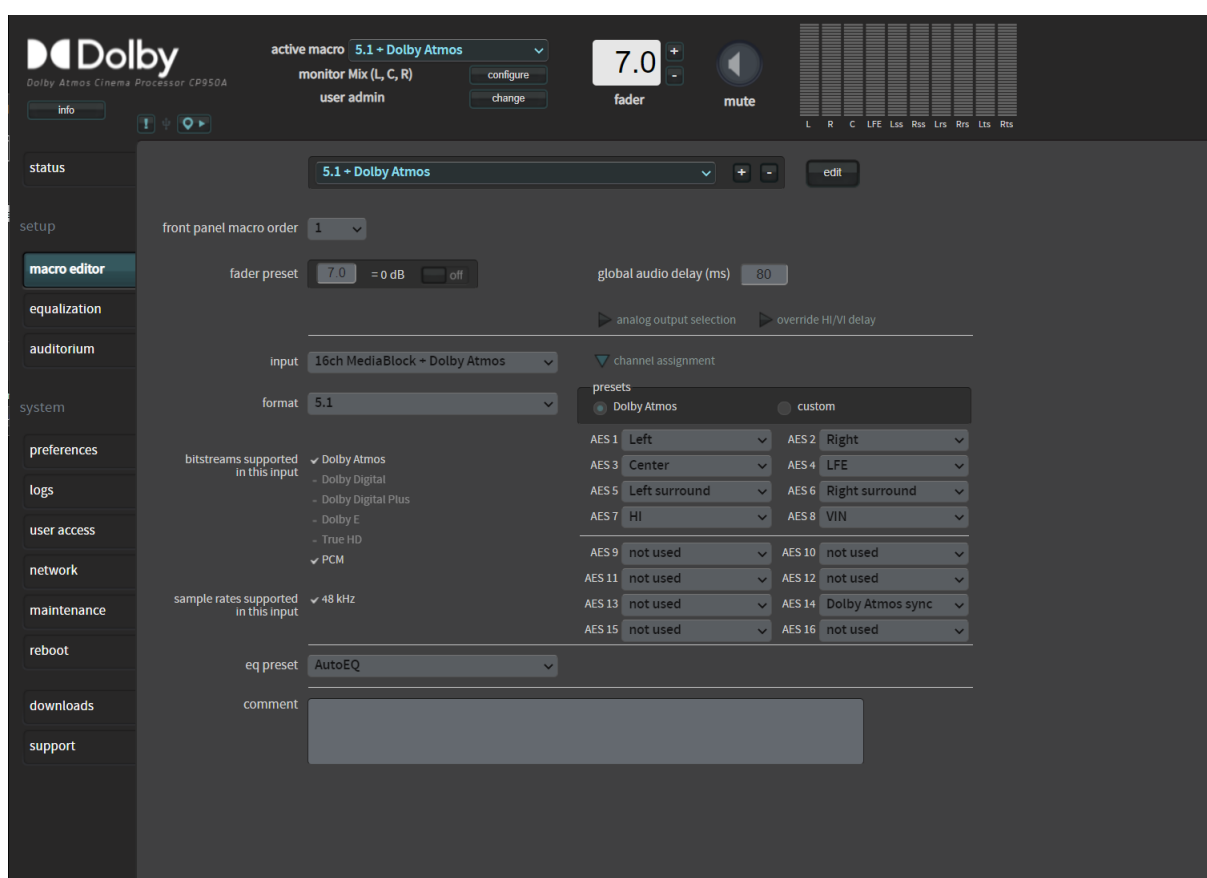 Dolby
Dolby Atmos Cinema Processor CP950A
info
active macro 5.1 + Dolby Atmos
monitor Mix (L, C, R) configure
user admin change
7.0 + -
fader
mute
L R C LFE Lss Rss Lrs Rrs Lts Rts
status
setup
macro editor
equalization
auditorium
system
preferences
logs
user access
network
maintenance
reboot
downloads
support
5.1 + Dolby Atmos + - edit
front panel macro order 1
fader preset 7.0 = 0 dB off
global audio delay (ms) 80
analog output selection override HI/VI delay
input 16ch MediaBlock + Dolby Atmos
format 5.1
bitstreams supported
in this input
Dolby Atmos
- Dolby Digital
- Dolby Digital Plus
- Dolby E
- True HD
PCM
sample rates supported
in this input
48 kHz
channel assignment
presets
Dolby Atmos custom
AES 1 Left AES 2 Right
AES 3 Center AES 4 LFE
AES 5 Left surround AES 6 Right surround
AES 7 HI AES 8 VIN
AES 9 not used AES 10 not used
AES 11 not used AES 12 not used
AES 13 not used AES 14 Dolby Atmos sync
AES 15 not used AES 16 not used
eq preset AutoEQ
comment